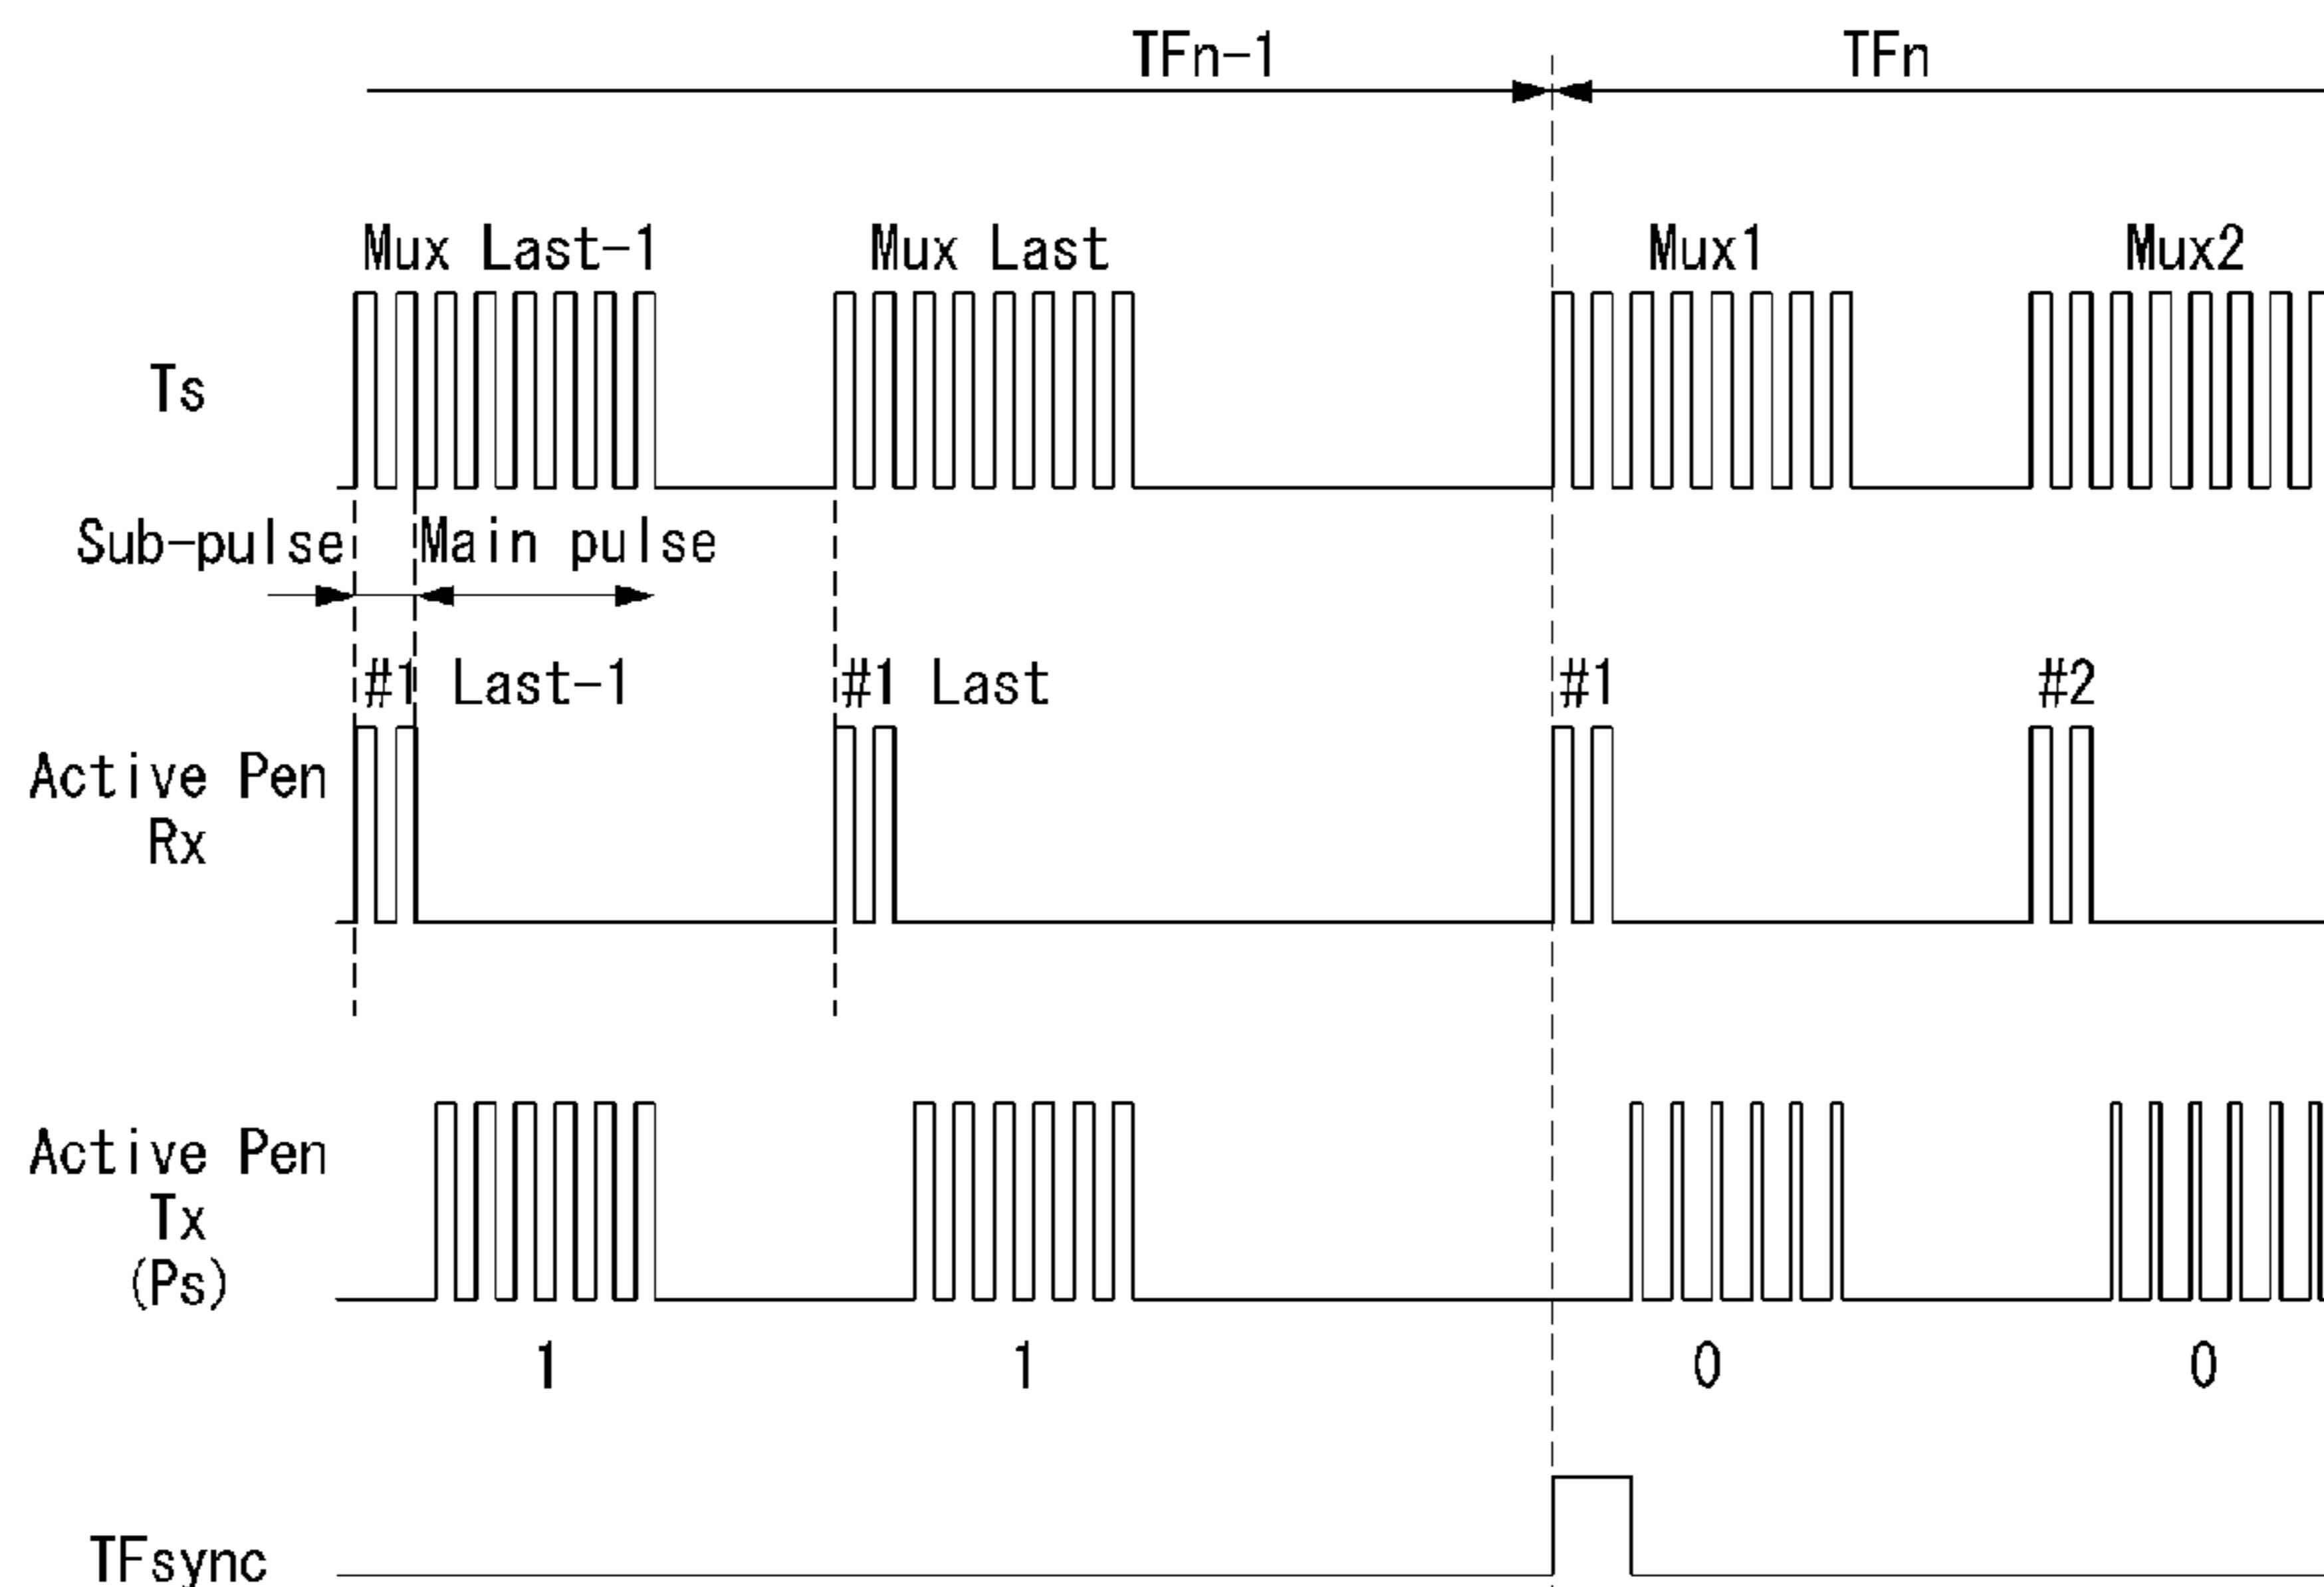 TFn-1
TFn
Mux Last-1
Mux Last
Mux1
Mux2
Ts
Sub-pulse
Main pulse
#1 Last-1
#1 Last
#1
#2
Active Pen
Rx
Active Pen
Tx
(Ps)
1
1
0
0
TFsync